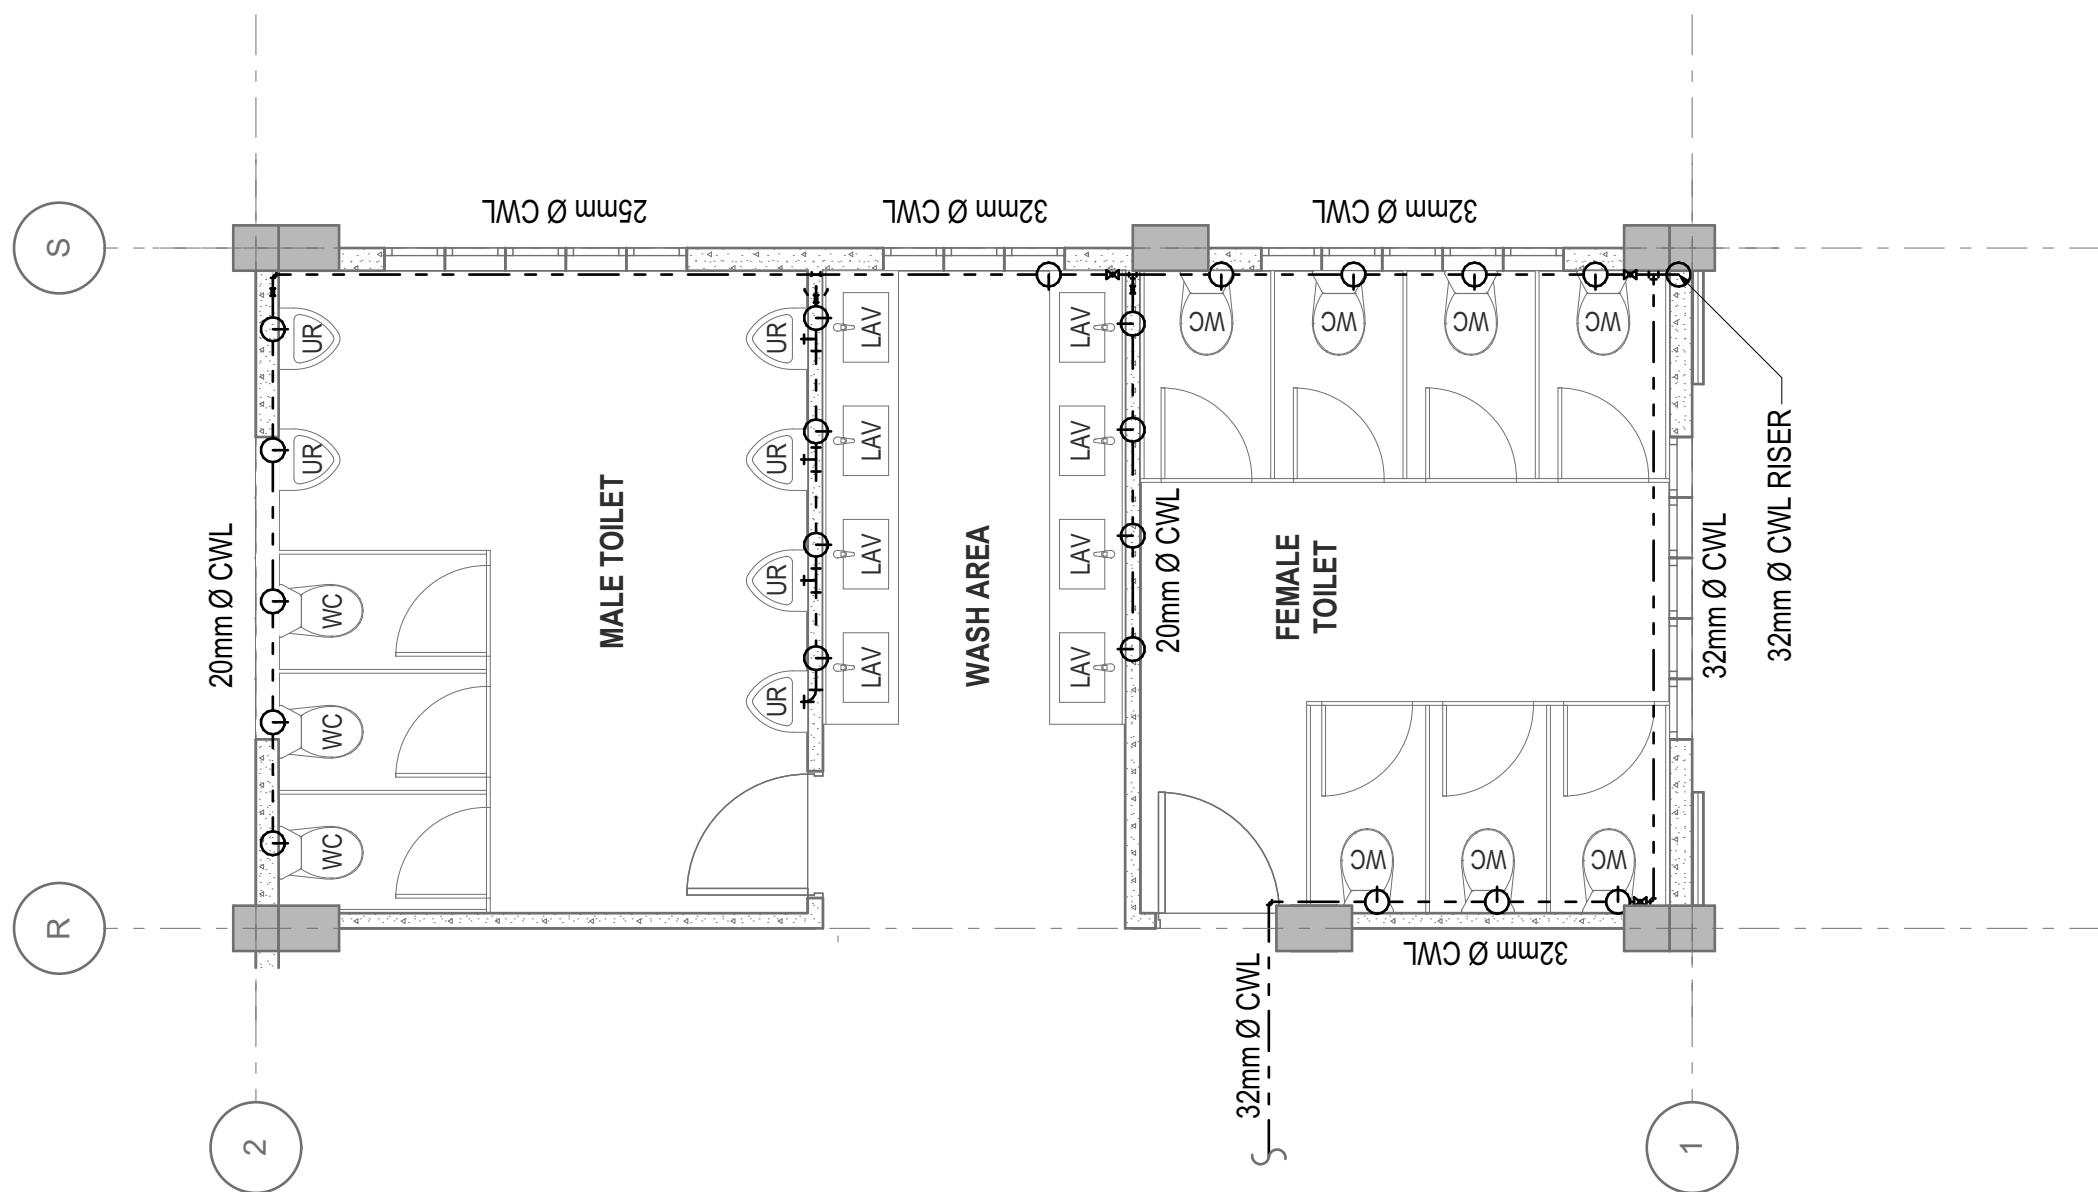 S
R
2
1
25mm Ø CWL
32mm Ø CWL
32mm Ø CWL
20mm Ø CWL
UR
UR
WC
WC
WC
MALE TOILET
UR
UR
UR
UR
LAV
LAV
LAV
LAV
WASH AREA
LAV
LAV
LAV
LAV
20mm Ø CWL
WC
WC
WC
WC
FEMALE
TOILET
WC
WC
WC
32mm Ø CWL
32mm Ø CWL RISER
32mm Ø CWL
32mm Ø CWL